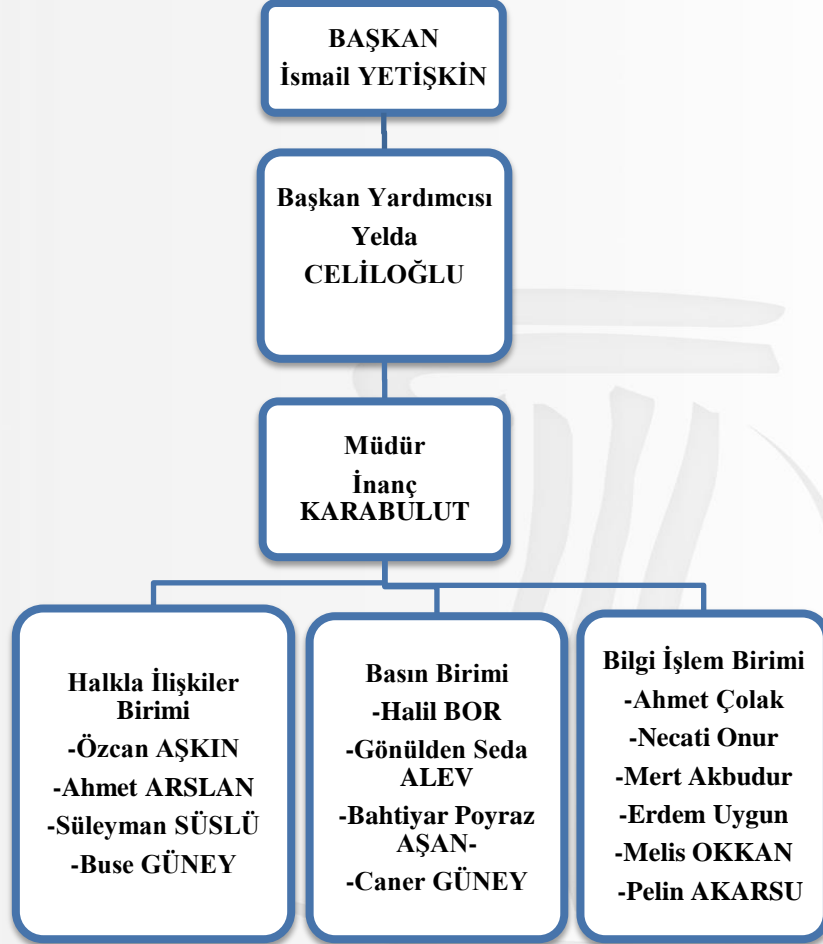 BAŞKAN
İsmail YETİŞKİN
Başkan Yardımcısı
Yelda
CELİLOĞLU
Müdür
İnanç
KARABULUT
Halkla İlişkiler
Birimi
-Özcan AŞKIN
-Ahmet ARSLAN
-Süleyman SÜSLÜ
-Buse GÜNEY
Basın Birimi
-Halil BOR
-Gönülden Seda
ALEV
-Bahtiyar Poyraz
AŞAN-
-Caner GÜNEY
Bilgi İşlem Birimi
-Ahmet Çolak
-Necati Onur
-Mert Akbudur
-Erdem Uygun
-Melis OKKAN
-Pelin AKARSU